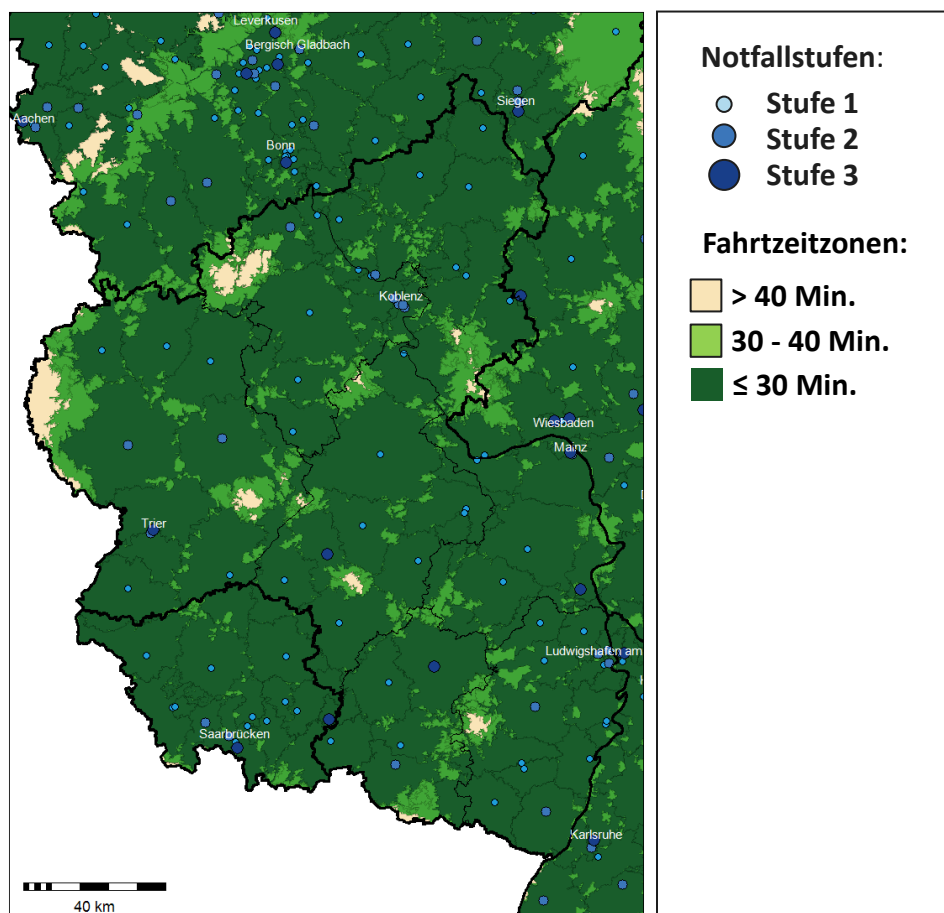 Leverkusen
Bergisch Gladbach
Aachen
Siegen
Bonn
Koblenz
Wiesbaden
Mainz
Trier
Ludwigshafen am
Saarbrücken
Karlsruhe
40 km
Notfallstufen:
Stufe 1
Stufe 2
Stufe 3
Fahrtzeitzonen:
> 40 Min.
30 - 40 Min.
≤ 30 Min.